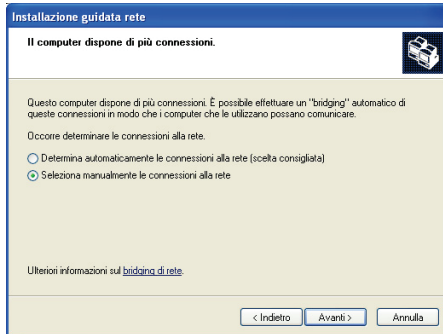 Installazione guidata rete
Il computer dispone di più connessioni.
Questo computer dispone di più connessioni. È possibile effettuare un "bridging" automatico di
queste connessioni in modo che i computer che le utilizzano possano comunicare.
Occorre determinare le connessioni alla rete.
Determina automaticamente le connessioni alla rete (scelta consigliata)
Seleziona manualmente le connessioni alla rete
Ulteriori informazioni sul bridging di rete.
< Indietro Avanti > Annulla